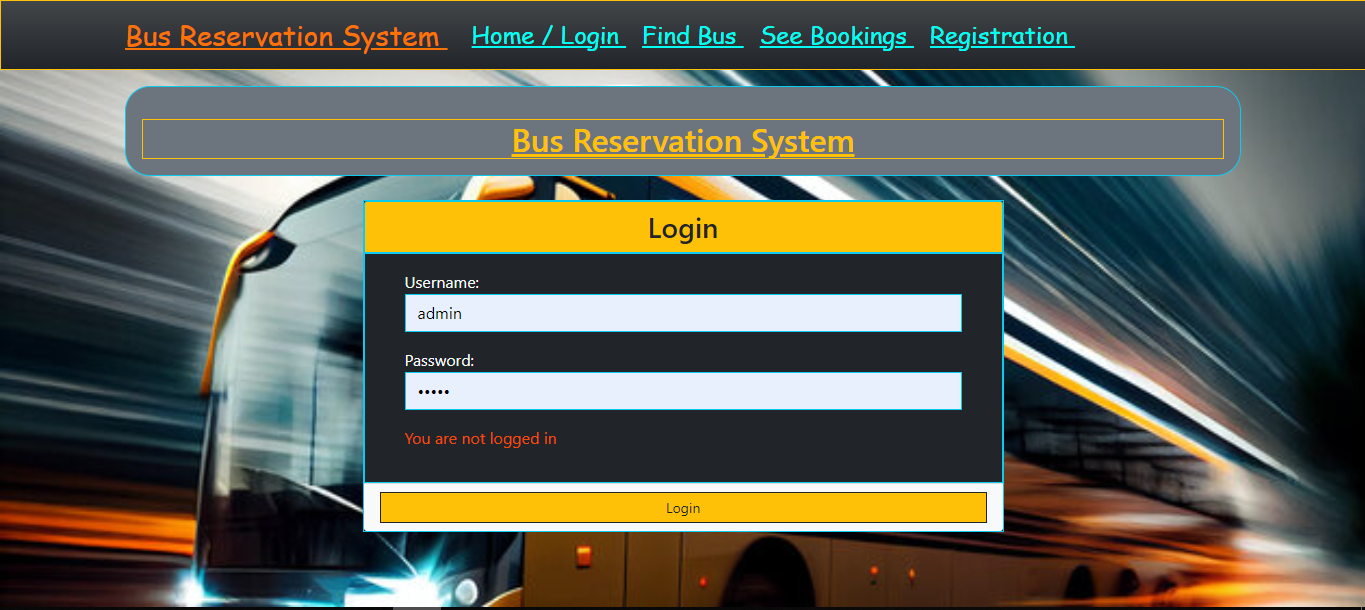 Bus Reservation System Home / Login Find Bus See Bookings Registration
Bus Reservation System
Login
Username:
admin
Password:
•••••
You are not logged in
Login